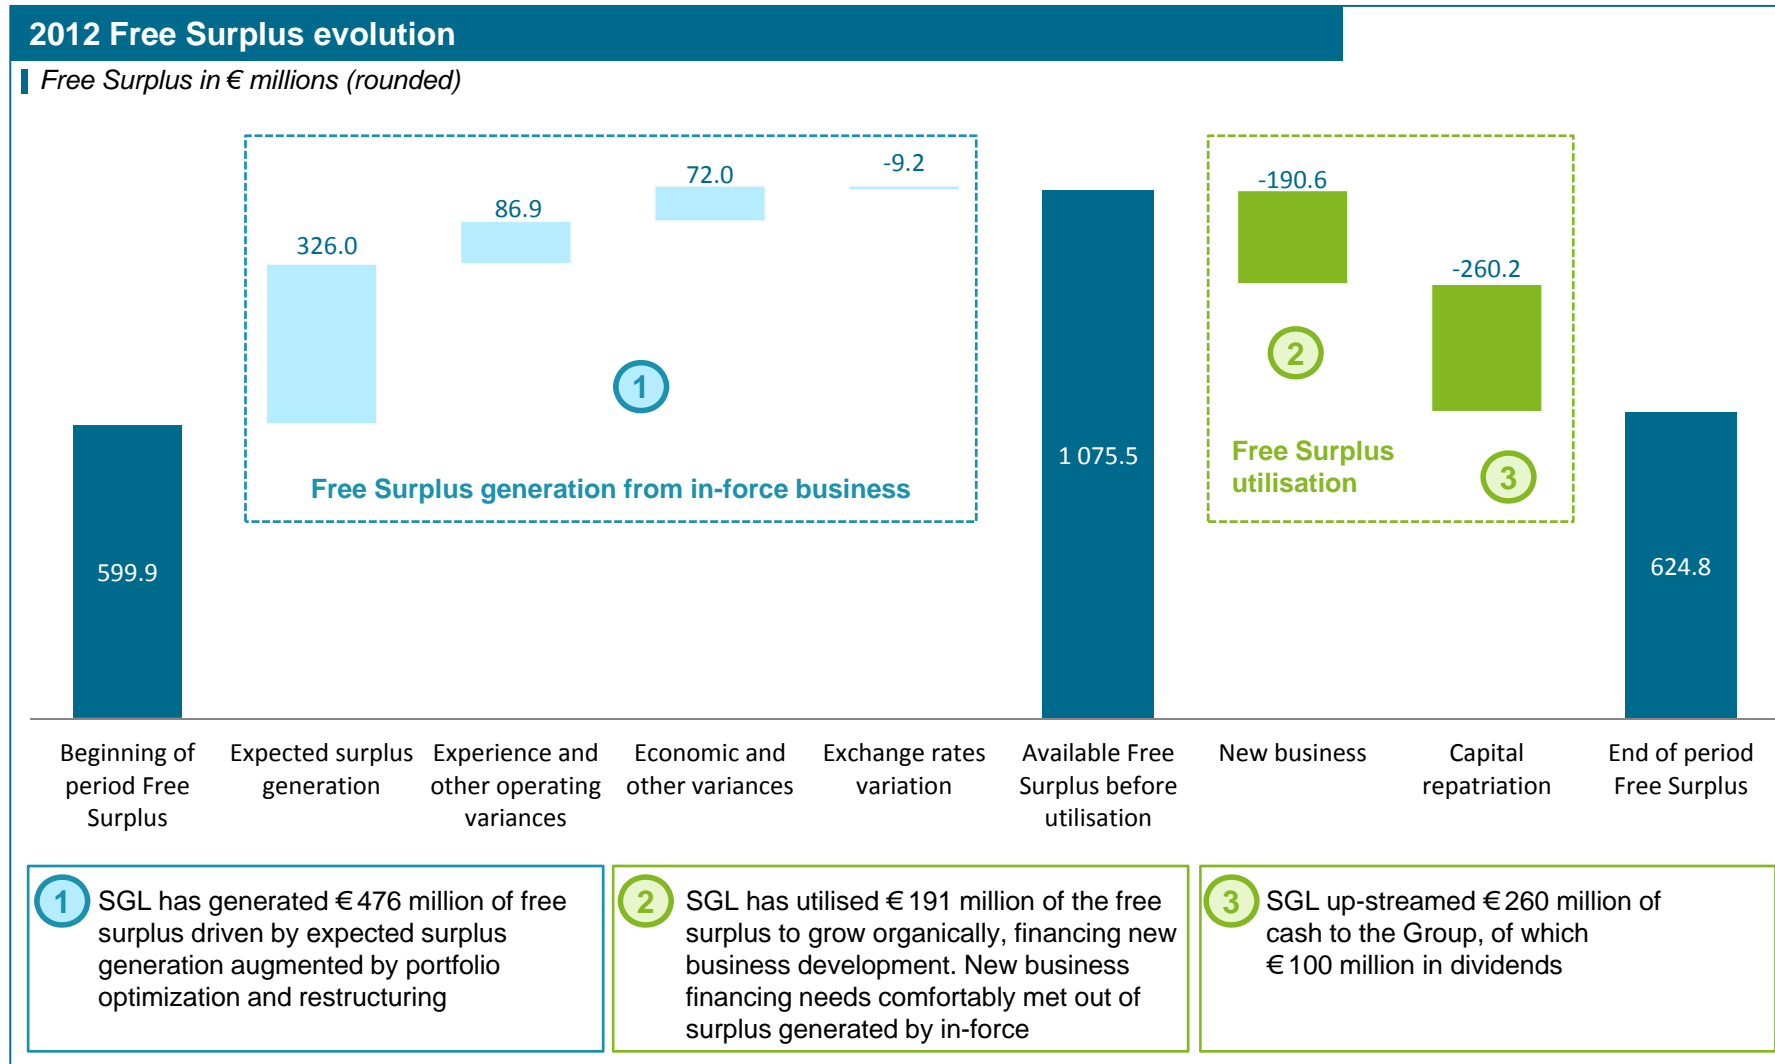 2012 Free Surplus evolution
Free Surplus in € millions (rounded)
326.0
86.9
72.0
-9.2
-190.6
-260.2
1
2
3
Free Surplus generation from in-force business
Free Surplus
utilisation
599.9
1 075.5
624.8
Beginning of
period Free
Surplus
Expected surplus
generation
Experience and
other operating
variances
Economic and
other variances
Exchange rates
variation
Available Free
Surplus before
utilisation
New business
Capital
repatriation
End of period
Free Surplus
1
SGL has generated € 476 million of free
surplus driven by expected surplus
generation augmented by portfolio
optimization and restructuring
2
SGL has utilised € 191 million of the free
surplus to grow organically, financing new
business development. New business
financing needs comfortably met out of
surplus generated by in-force
3
SGL up-streamed € 260 million of
cash to the Group, of which
€ 100 million in dividends